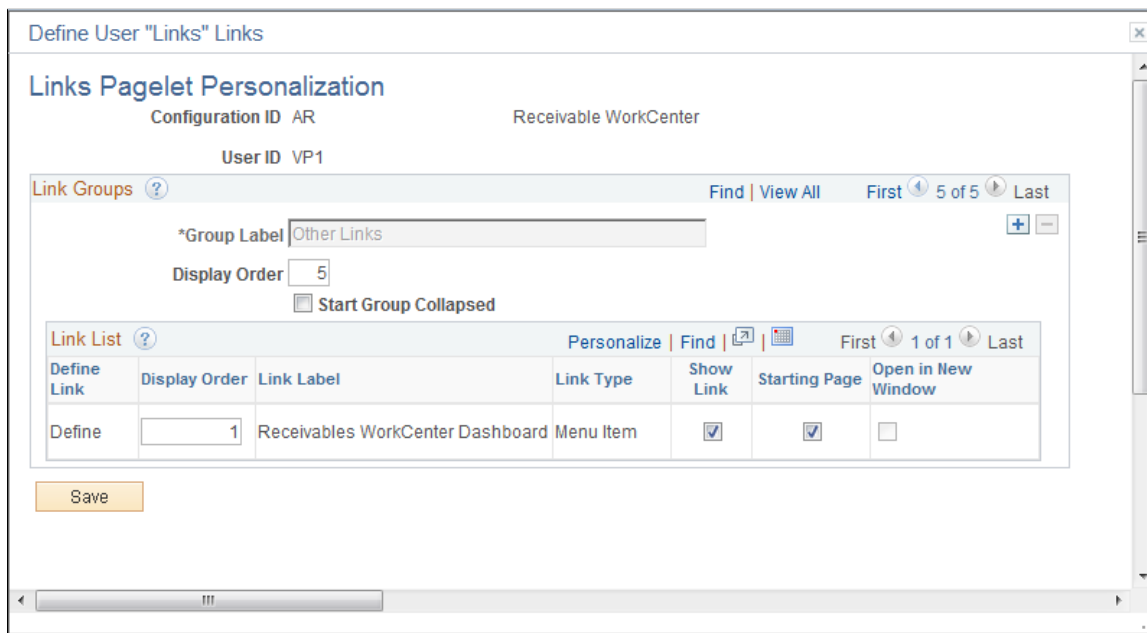 Define User "Links" Links
Links Pagelet Personalization
Configuration ID AR Receivable WorkCenter
User ID VP1
Link Groups ? Find | View All First 5 of 5 Last
*Group Label Other Links
Display Order 5
Start Group Collapsed
Link List ? Personalize | Find | | First 1 of 1 Last
Define Link Display Order Link Label Link Type Show Link Starting Page Open in New Window
Define 1 Receivables WorkCenter Dashboard Menu Item
Save